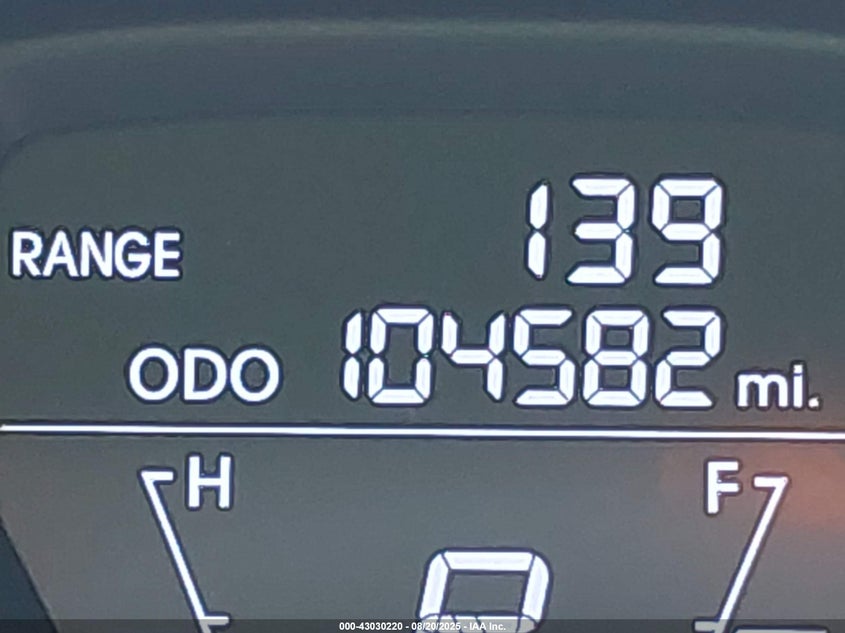 139
RANGE
104582
ODO mi.
H F
000-43030220 - 08/20/2025 - IAA Inc.